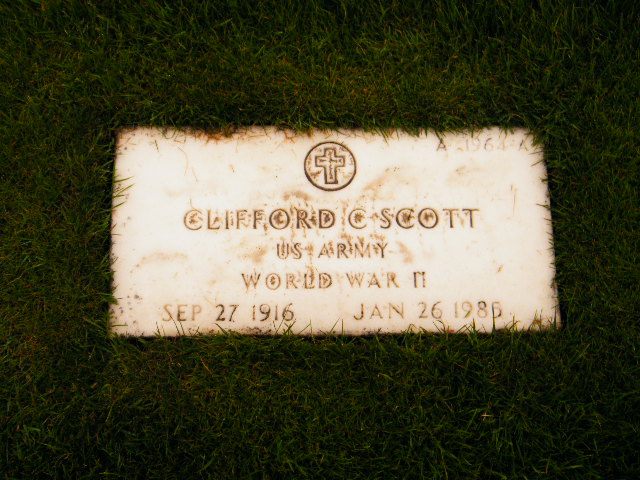 A 1964 A
CLIFFORD C SCOTT
US ARMY
WORLD WAR II
SEP 27 1916 JAN 26 1985